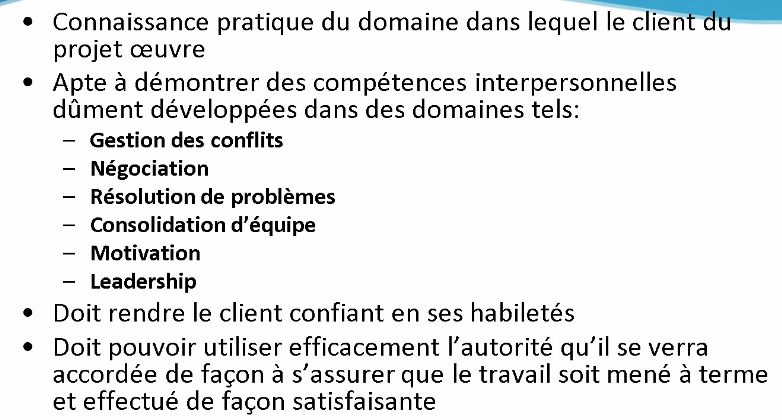 • Connaissance pratique du domaine dans lequel le client du
projet œuvre
• Apte à démontrer des compétences interpersonnelles
dûment développées dans des domaines tels:
– Gestion des conflits
– Négociation
– Résolution de problèmes
– Consolidation d'équipe
– Motivation
– Leadership
• Doit rendre le client confiant en ses habiletés
• Doit pouvoir utiliser efficacement l'autorité qu'il se verra
accordée de façon à s'assurer que le travail soit mené à terme
et effectué de façon satisfaisante